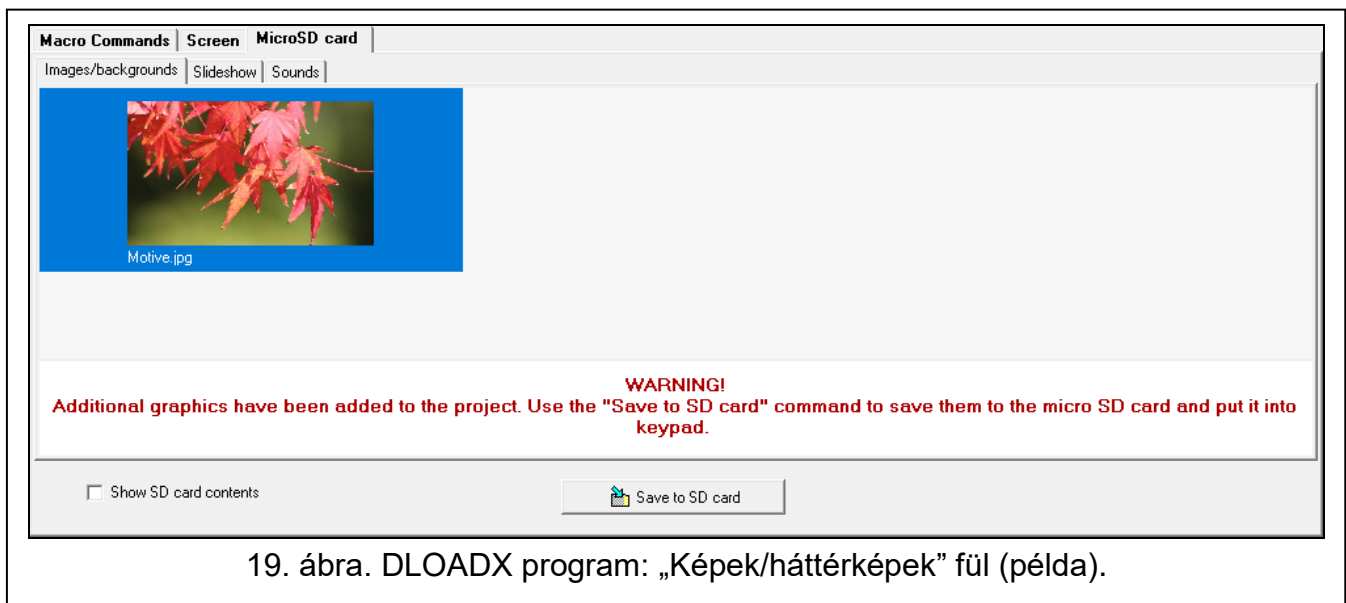 Macro Commands Screen MicroSD card
Images/backgrounds Slideshow Sounds
Motive.jpg
WARNING!
Additional graphics have been added to the project. Use the "Save to SD card" command to save them to the micro SD card and put it into
keypad.
Show SD card contents Save to SD card
19. ábra. DLOADX program: „Képek/háttérképek” fül (példa).